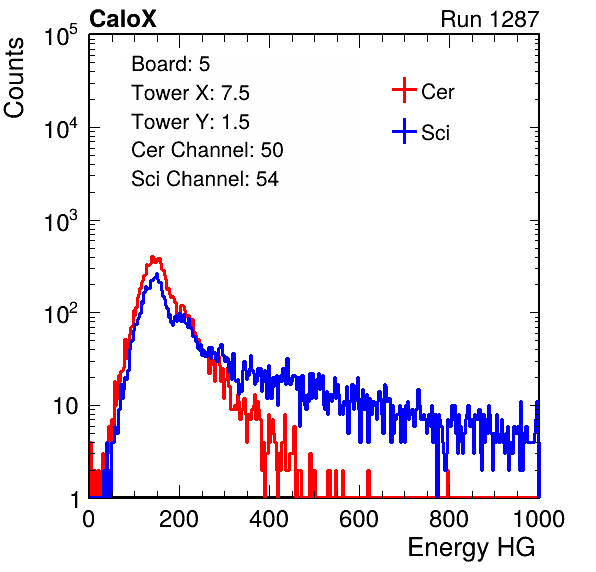 CaloX Run 1287
Counts
10^5
10^4
10^3
10^2
10
1
Board: 5
Tower X: 7.5
Tower Y: 1.5
Cer Channel: 50
Sci Channel: 54
Cer
Sci
0 200 400 600 800 1000
Energy HG